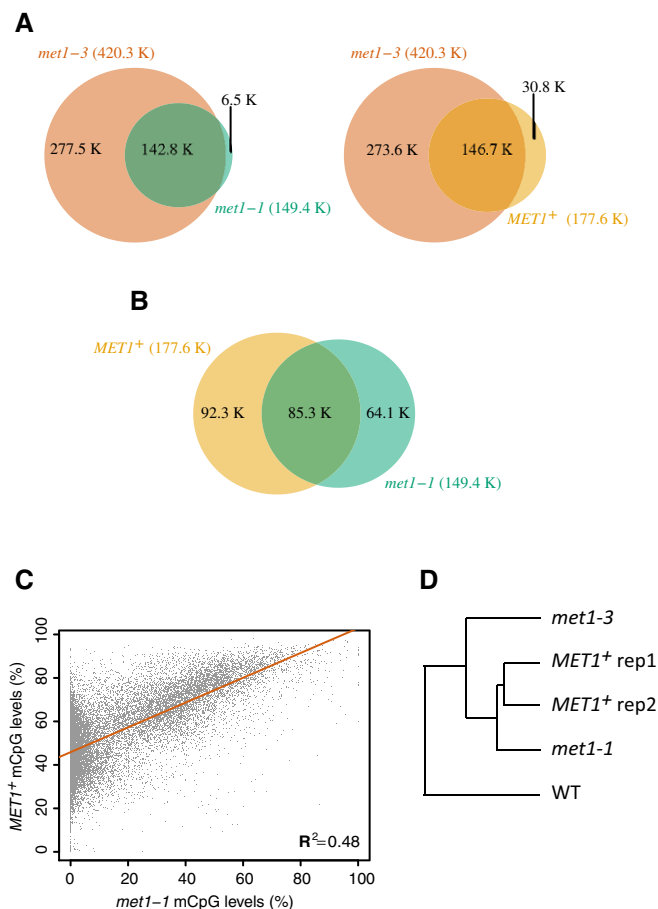 A
met1−3 (420.3 K)
277.5 K
142.8 K
6.5 K
met1−1 (149.4 K)
met1−3 (420.3 K)
273.6 K
146.7 K
30.8 K
MET1+ (177.6 K)
B
MET1+ (177.6 K)
92.3 K
85.3 K
64.1 K
met1−1 (149.4 K)
C
MET1+ mCpG levels (%)
100
80
60
40
20
0
R2=0.48
0 20 40 60 80 100
met1−1 mCpG levels (%)
D
met1-3
MET1+ rep1
MET1+ rep2
met1-1
WT